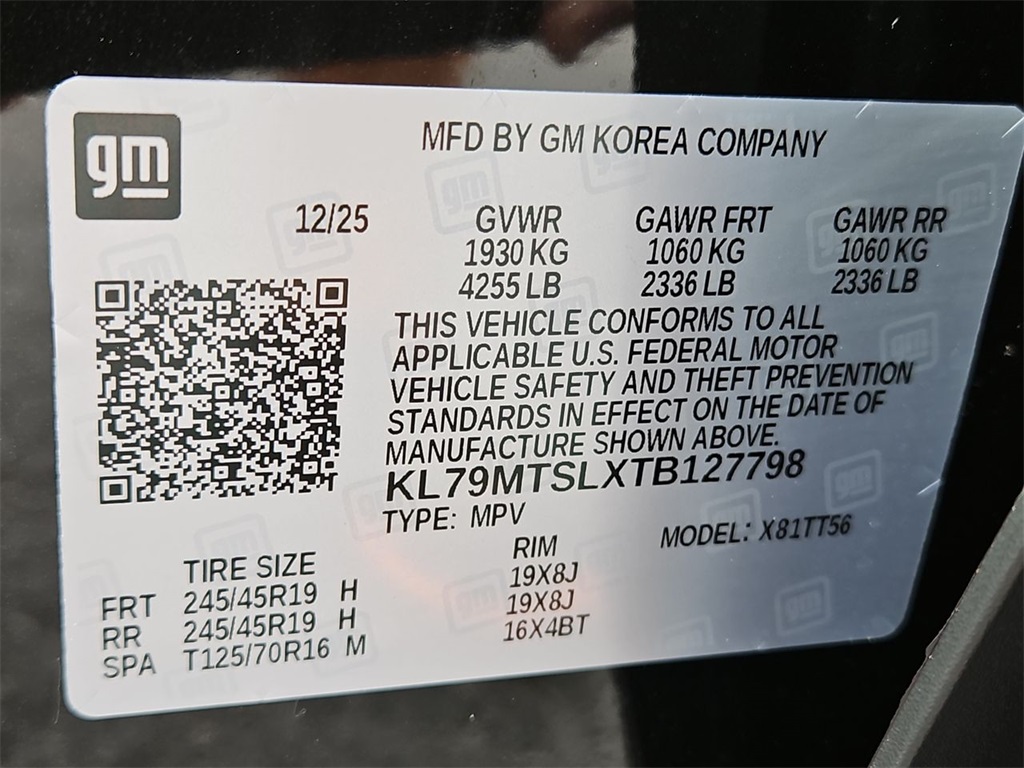 gm
MFD BY GM KOREA COMPANY
12/25 GVWR GAWR FRT GAWR RR
1930 KG 1060 KG 1060 KG
4255 LB 2336 LB 2336 LB
THIS VEHICLE CONFORMS TO ALL
APPLICABLE U.S. FEDERAL MOTOR
VEHICLE SAFETY AND THEFT PREVENTION
STANDARDS IN EFFECT ON THE DATE OF
MANUFACTURE SHOWN ABOVE.
KL79MTSLXTB127798
TYPE: MPV MODEL: X81TT56
TIRE SIZE RIM
FRT 245/45R19 H 19X8J
RR 245/45R19 H 19X8J
SPA T125/70R16 M 16X4BT